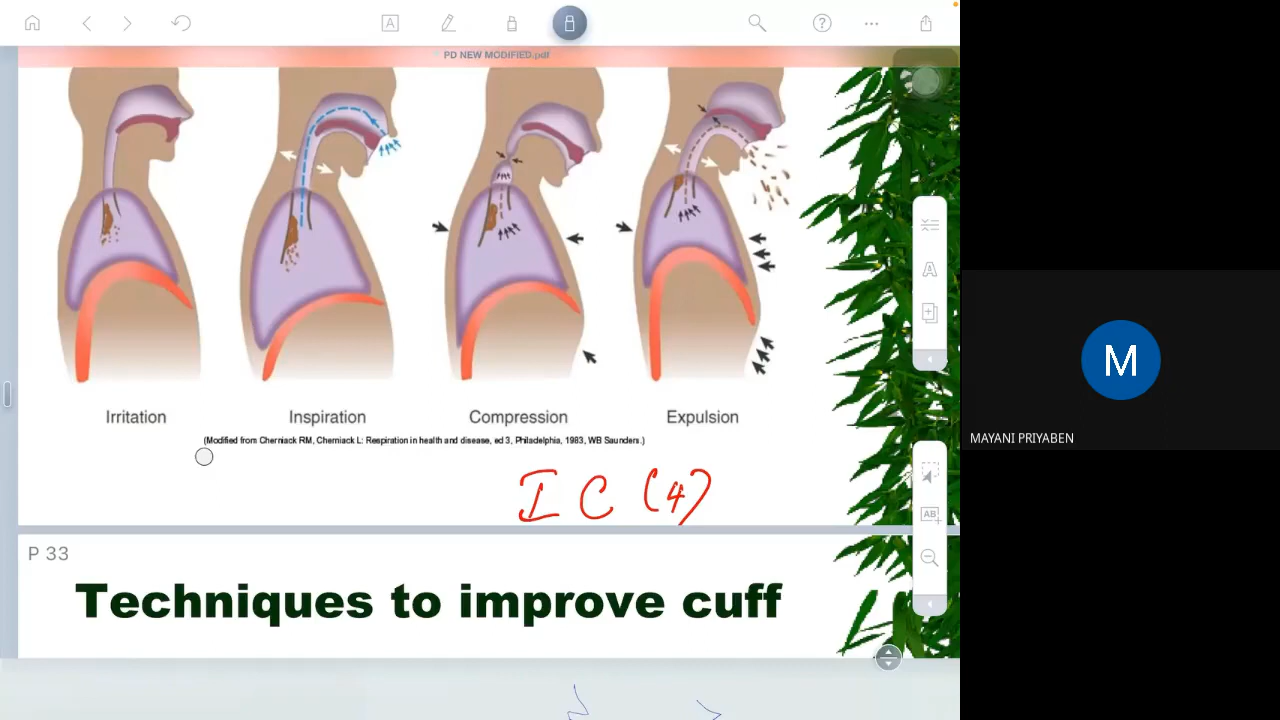 A
PD NEW MODIFIED.pdf
Irritation Inspiration Compression Expulsion
(Modified from Cherniack RM, Cherniack L: Respiration in health and disease, ed 3, Philadelphia, 1983, WB Saunders.)
I C (4)
P 33
Techniques to improve cuff
A
AB
M
MAYANI PRIYABEN